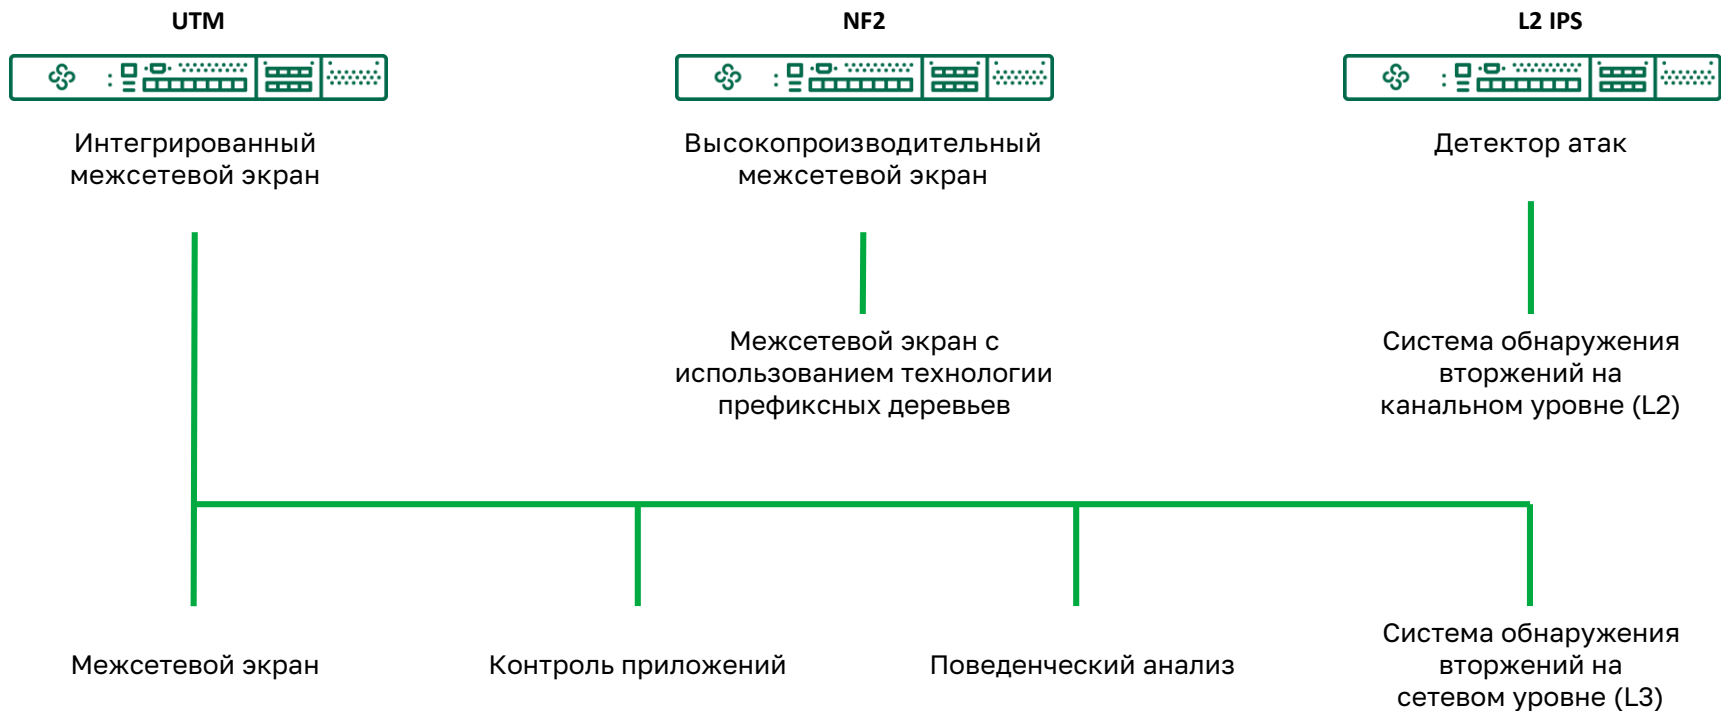 UTM
NF2
L2 IPS
Интегрированный
межсетевой экран
Высокопроизводительный
межсетевой экран
Детектор атак
Межсетевой экран с
использованием технологии
префиксных деревьев
Система обнаружения
вторжений на
канальном уровне (L2)
Межсетевой экран
Контроль приложений
Поведенческий анализ
Система обнаружения
вторжений на
сетевом уровне (L3)